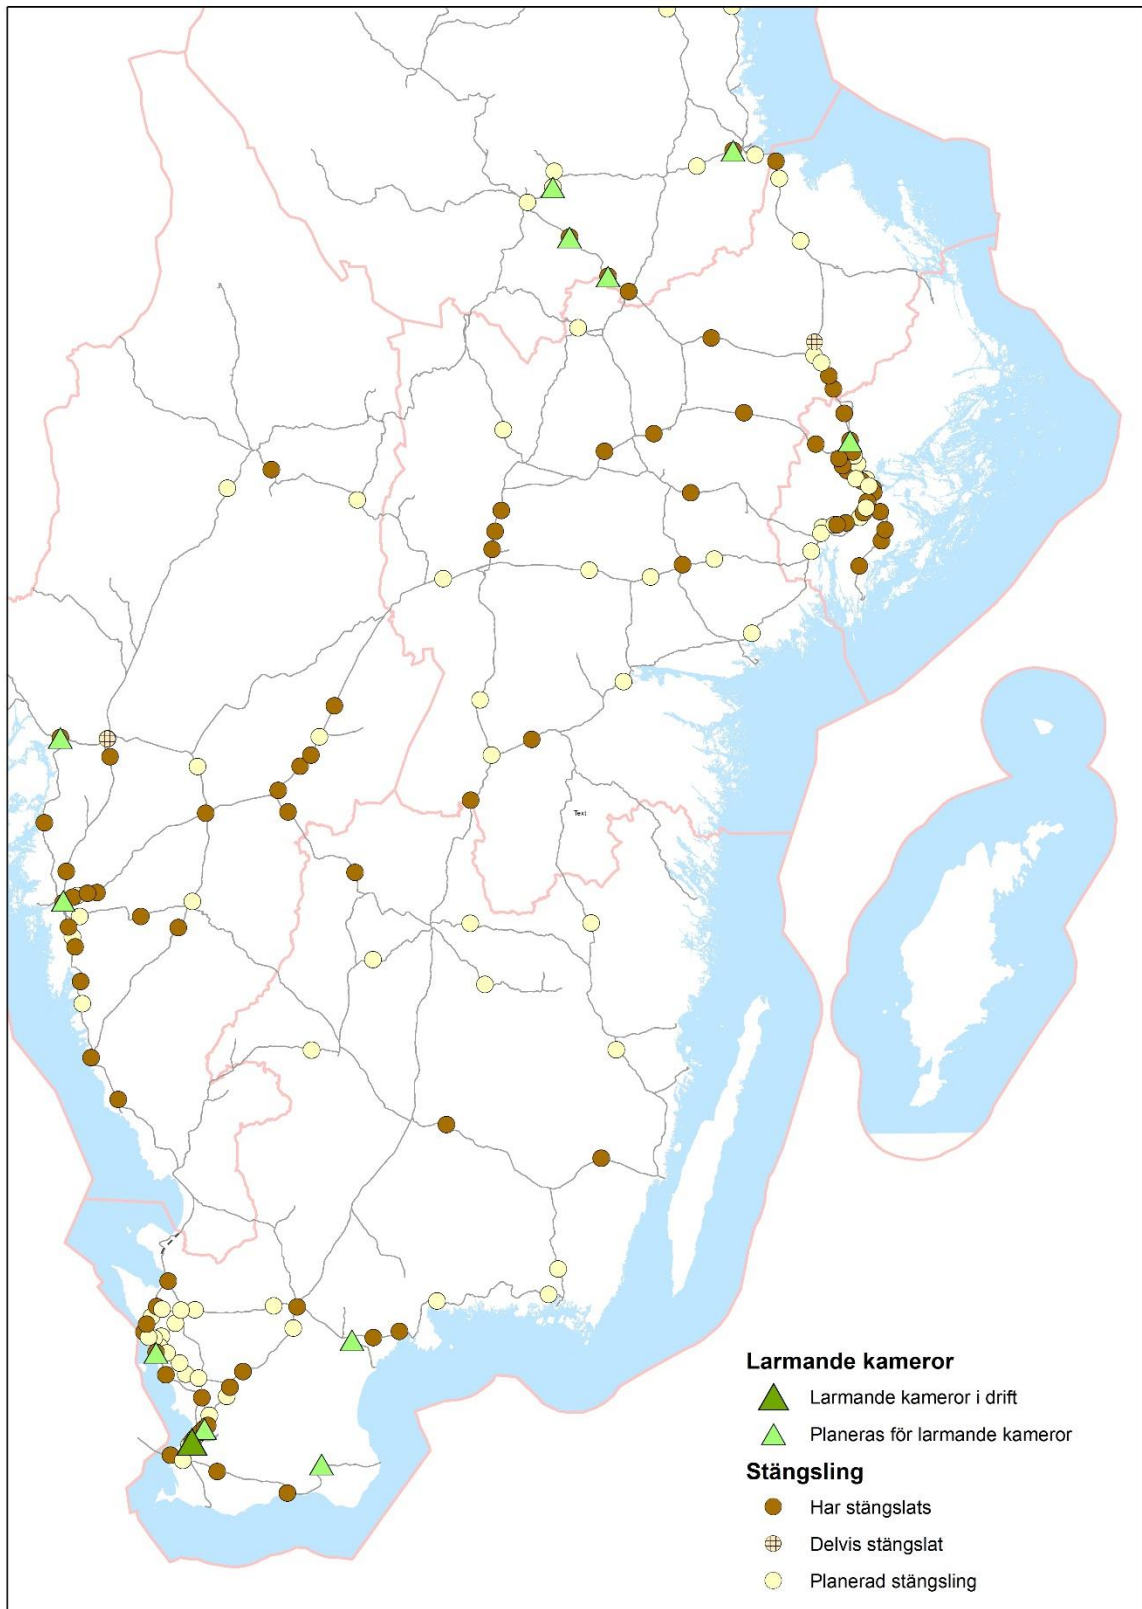 Text
Larmande kameror
Larmande kameror i drift
Planeras för larmande kameror
Stängsling
Har stängslats
Delvis stängslat
Planerad stängsling